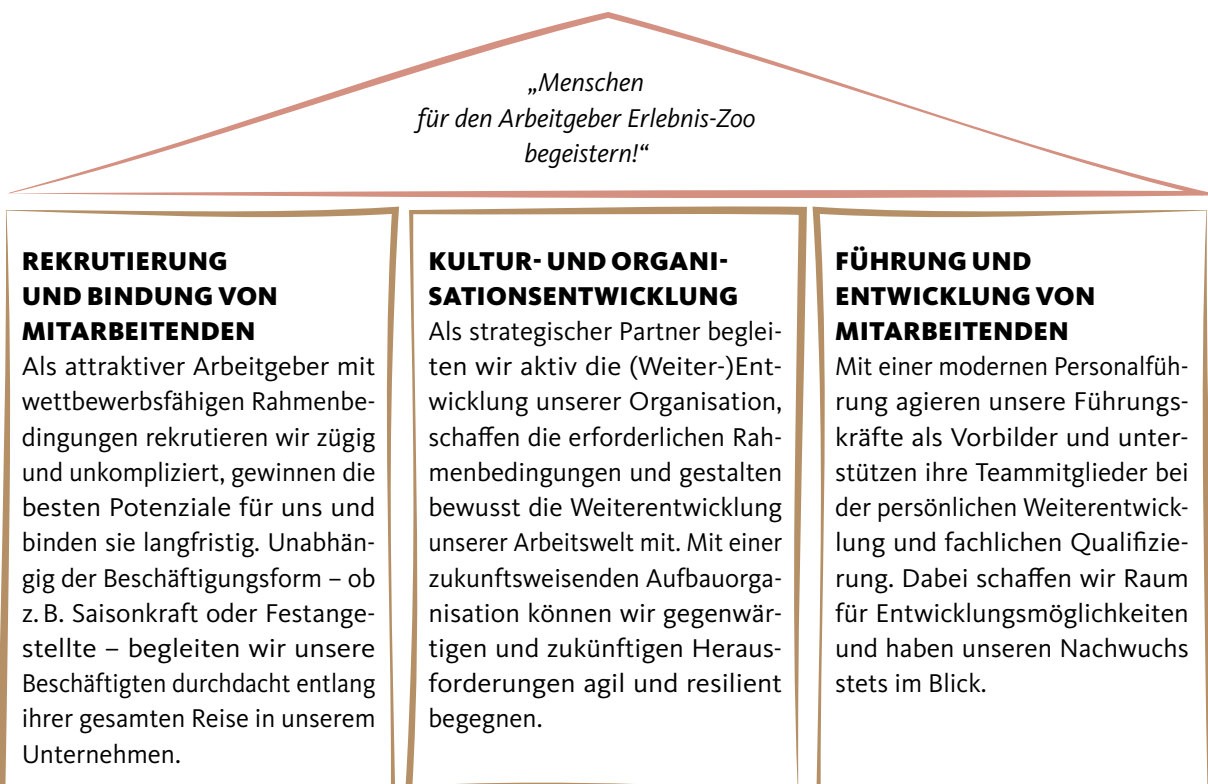 „Menschen
für den Arbeitgeber Erlebnis-Zoo
begeistern!“
REKRUTIERUNG
UND BINDUNG VON
MITARBEITENDEN
Als attraktiver Arbeitgeber mit
wettbewerbsfähigen Rahmenbe-
dingungen rekrutieren wir zügig
und unkompliziert, gewinnen die
besten Potenziale für uns und
binden sie langfristig. Unabhän-
gig der Beschäftigungsform – ob
z. B. Saisonkraft oder Festange-
stellte – begleiten wir unsere
Beschäftigten durchdacht entlang
ihrer gesamten Reise in unserem
Unternehmen.
KULTUR- UND ORGANI-
SATIONSENTWICKLUNG
Als strategischer Partner beglei-
ten wir aktiv die (Weiter-)Ent-
wicklung unserer Organisation,
schaffen die erforderlichen Rah-
menbedingungen und gestalten
bewusst die Weiterentwicklung
unserer Arbeitswelt mit. Mit einer
zukunftsweisenden Aufbauorga-
nisation können wir gegenwär-
tigen und zukünftigen Heraus-
forderungen agil und resilient
begegnen.
FÜHRUNG UND
ENTWICKLUNG VON
MITARBEITENDEN
Mit einer modernen Personalfüh-
rung agieren unsere Führungs-
kräfte als Vorbilder und unter-
stützen ihre Teammitglieder bei
der persönlichen Weiterentwick-
lung und fachlichen Qualifizie-
rung. Dabei schaffen wir Raum
für Entwicklungsmöglichkeiten
und haben unseren Nachwuchs
stets im Blick.